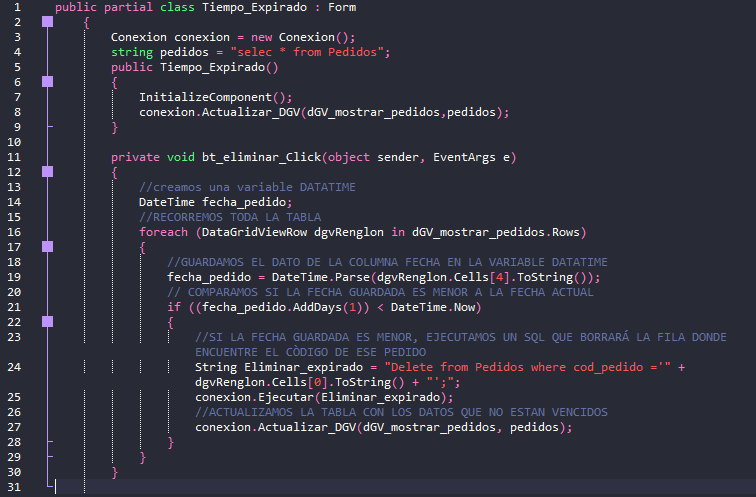 1 public partial class Tiempo_Expirado : Form
2 {
3 Conexion conexion = new Conexion();
4 string pedidos = "selec * from Pedidos";
5 public Tiempo_Expirado()
6 {
7 InitializeComponent();
8 conexion.Actualizar_DGV(dGV_mostrar_pedidos,pedidos);
9 }
10
11 private void bt_eliminar_Click(object sender, EventArgs e)
12 {
13 //creamos una variable DATATIME
14 DateTime fecha_pedido;
15 //RECORREMOS TODA LA TABLA
16 foreach (DataGridViewRow dgvRenglon in dGV_mostrar_pedidos.Rows)
17 {
18 //GUARDAMOS EL DATO DE LA COLUMNA FECHA EN LA VARIABLE DATATIME
19 fecha_pedido = DateTime.Parse(dgvRenglon.Cells[4].ToString());
20 // COMPARAMOS SI LA FECHA GUARDADA ES MENOR A LA FECHA ACTUAL
21 if ((fecha_pedido.AddDays(1)) < DateTime.Now)
22 {
23 //SI LA FECHA GUARDADA ES MENOR, EJECUTAMOS UN SQL QUE BORRARÁ LA FILA DONDE
ENCUENTRE EL CÒDIGO DE ESE PEDIDO
24 String Eliminar_expirado = "Delete from Pedidos where cod_pedido ='" +
dgvRenglon.Cells[0].ToString() + "';";
25 conexion.Ejecutar(Eliminar_expirado);
26 //ACTUALIZAMOS LA TABLA CON LOS DATOS QUE NO ESTAN VENCIDOS
27 conexion.Actualizar_DGV(dGV_mostrar_pedidos, pedidos);
28 }
29 }
30 }
31